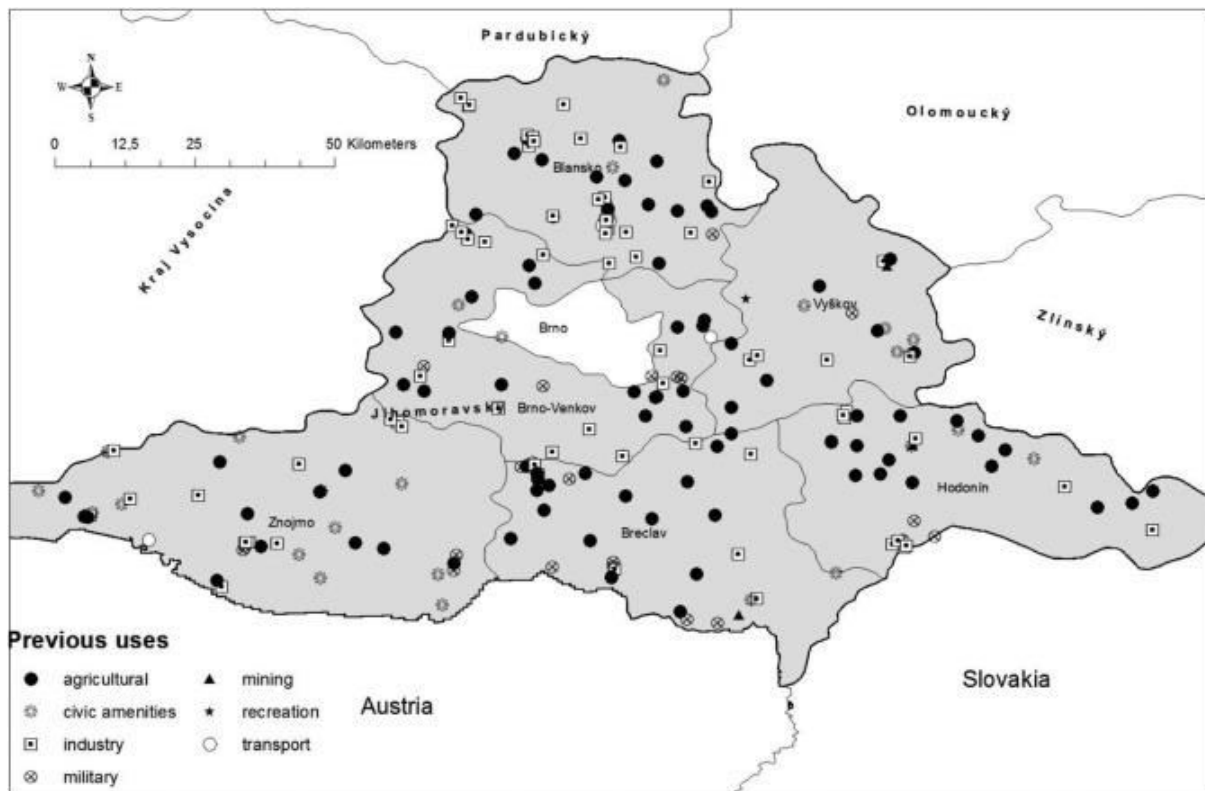 Pardubický
N
W E
S
Olomoucký
0 12,5 25 50 Kilometers
Blansko
Kraj Vysocina
Zlínský
Vyškov
Brno
Jihomoravský
Brno-Venkov
Hodonín
Znojmo
Breclav
Previous uses
agricultural
civic amenities
industry
military
mining
recreation
transport
Austria
Slovakia